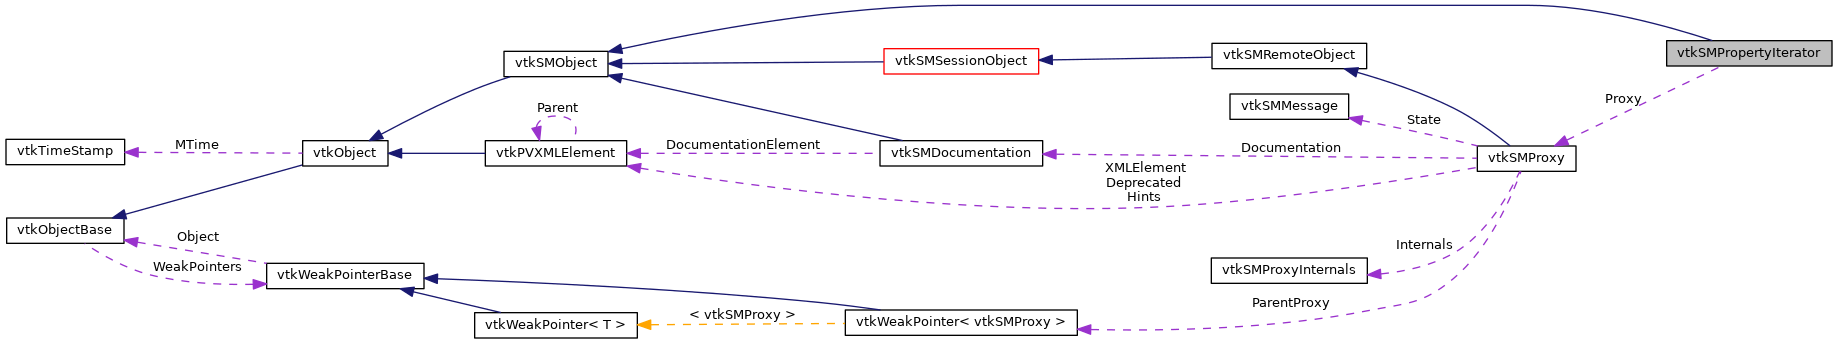 vtkSMPropertyIterator
vtkSMObject
vtkSMSessionObject
vtkSMRemoteObject
Parent
vtkSMMessage
Proxy
State
vtkTimeStamp
MTime
vtkObject
vtkPVXMLElement
DocumentationElement
vtkSMDocumentation
Documentation
vtkSMProxy
XMLElement
Deprecated
Hints
vtkObjectBase
Object
WeakPointers
vtkWeakPointerBase
Internals
vtkSMProxyInternals
ParentProxy
vtkWeakPointer< T >
< vtkSMProxy >
vtkWeakPointer< vtkSMProxy >